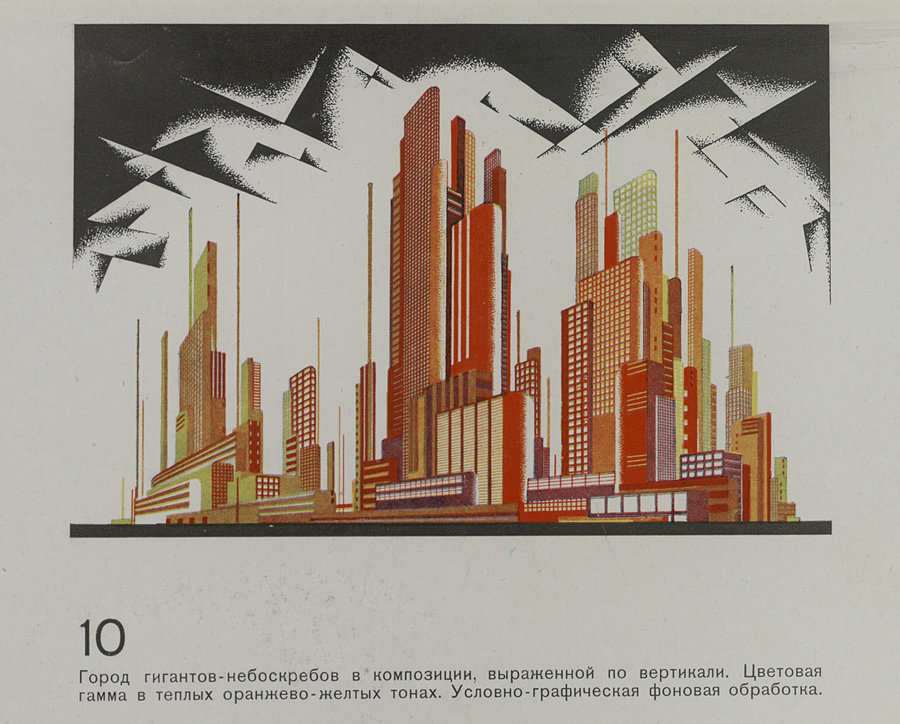 10
Город гигантов-небоскребов в композиции, выраженной по вертикали. Цветовая
гамма в теплых оранжево-желтых тонах. Условно-графическая фоновая обработка.